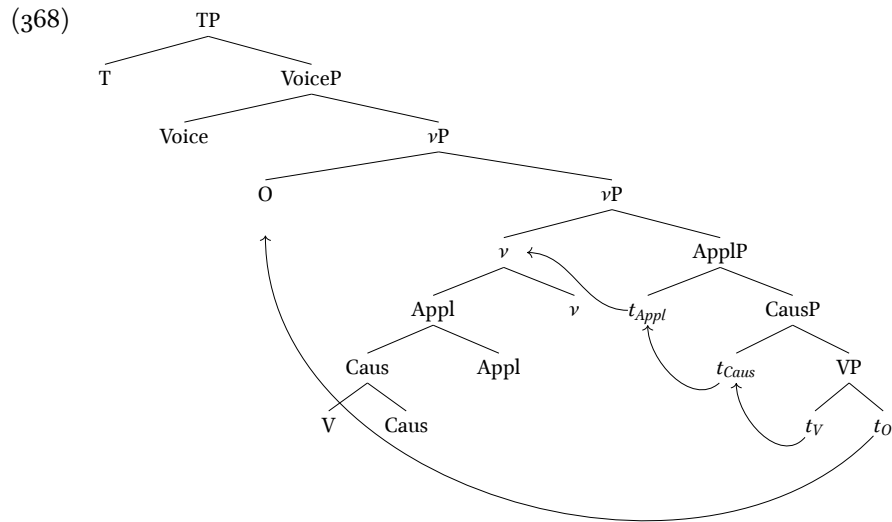 (368) TP
T VoiceP
Voice νP
O νP
ν ApplP
Appl ν t_Appl CausP
Caus Appl t_Caus VP
V Caus t_V t_O